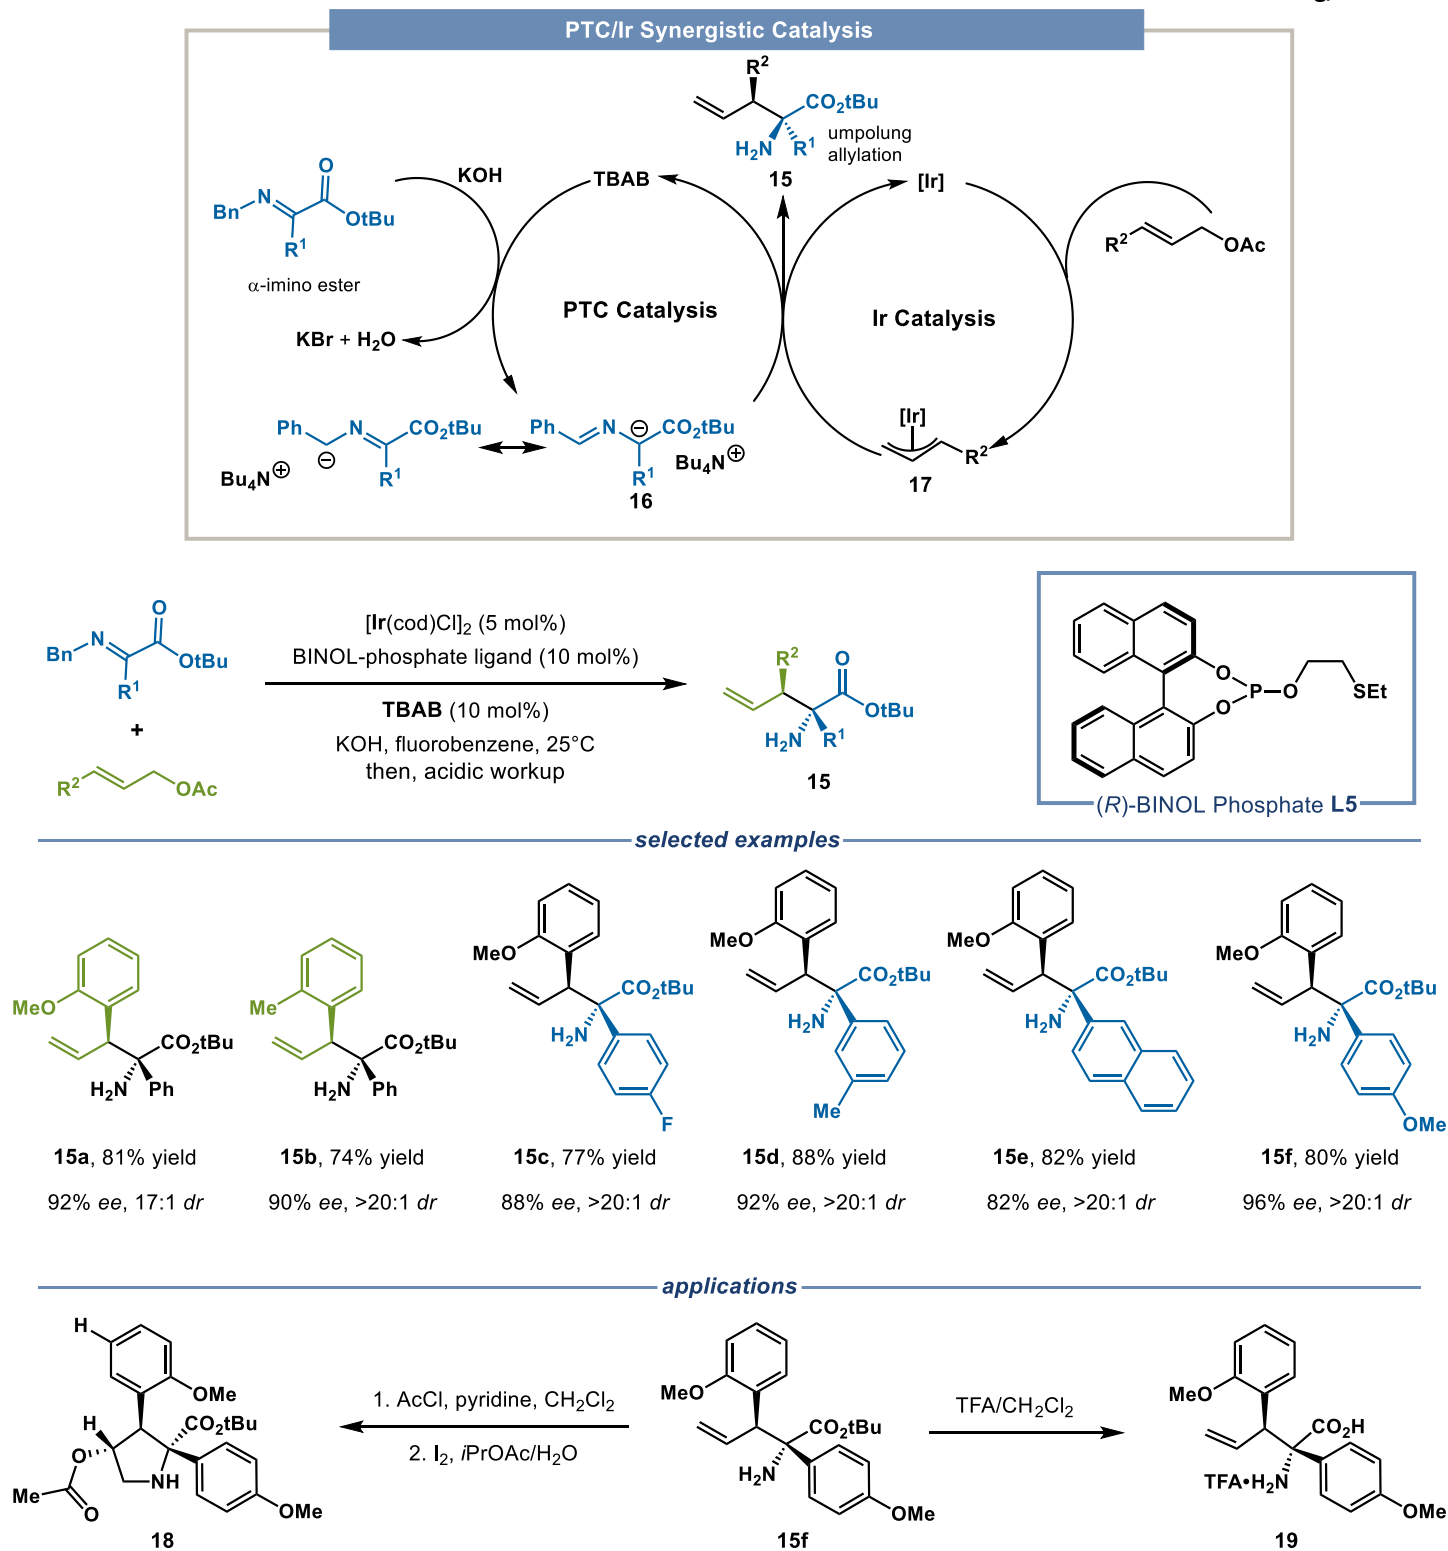 PTC/Ir Synergistic Catalysis
R²
CO₂tBu
H₂N R¹
umpolung
allylation
15
KOH
TBAB
[Ir]
O
N
Bn
OtBu
R¹
α-imino ester
R² OAc
PTC Catalysis
Ir Catalysis
KBr + H₂O
Ph N CO₂tBu
⊖
R¹
Bu₄N⊕
Ph N ⊖ CO₂tBu
R¹
Bu₄N⊕
16
[Ir]
R²
17
O
N
Bn
OtBu
R¹
+
R² OAc
[Ir(cod)Cl]₂ (5 mol%)
BINOL-phosphate ligand (10 mol%)
TBAB (10 mol%)
KOH, fluorobenzene, 25°C
then, acidic workup
R² O
OtBu
H₂N R¹
15
O
P O
O
SEt
(R)-BINOL Phosphate L5
selected examples
MeO
CO₂tBu
H₂N Ph
15a, 81% yield
92% ee, 17:1 dr
Me
CO₂tBu
H₂N Ph
15b, 74% yield
90% ee, >20:1 dr
MeO
CO₂tBu
H₂N
F
15c, 77% yield
88% ee, >20:1 dr
MeO
CO₂tBu
H₂N
Me
15d, 88% yield
92% ee, >20:1 dr
MeO
CO₂tBu
H₂N
15e, 82% yield
82% ee, >20:1 dr
MeO
CO₂tBu
H₂N
OMe
15f, 80% yield
96% ee, >20:1 dr
applications
H
OMe
H
CO₂tBu
O
NH
Me
O
OMe
18
1. AcCl, pyridine, CH₂Cl₂
2. I₂, iPrOAc/H₂O
MeO
CO₂tBu
H₂N
OMe
15f
TFA/CH₂Cl₂
MeO
CO₂H
TFA•H₂N
OMe
19